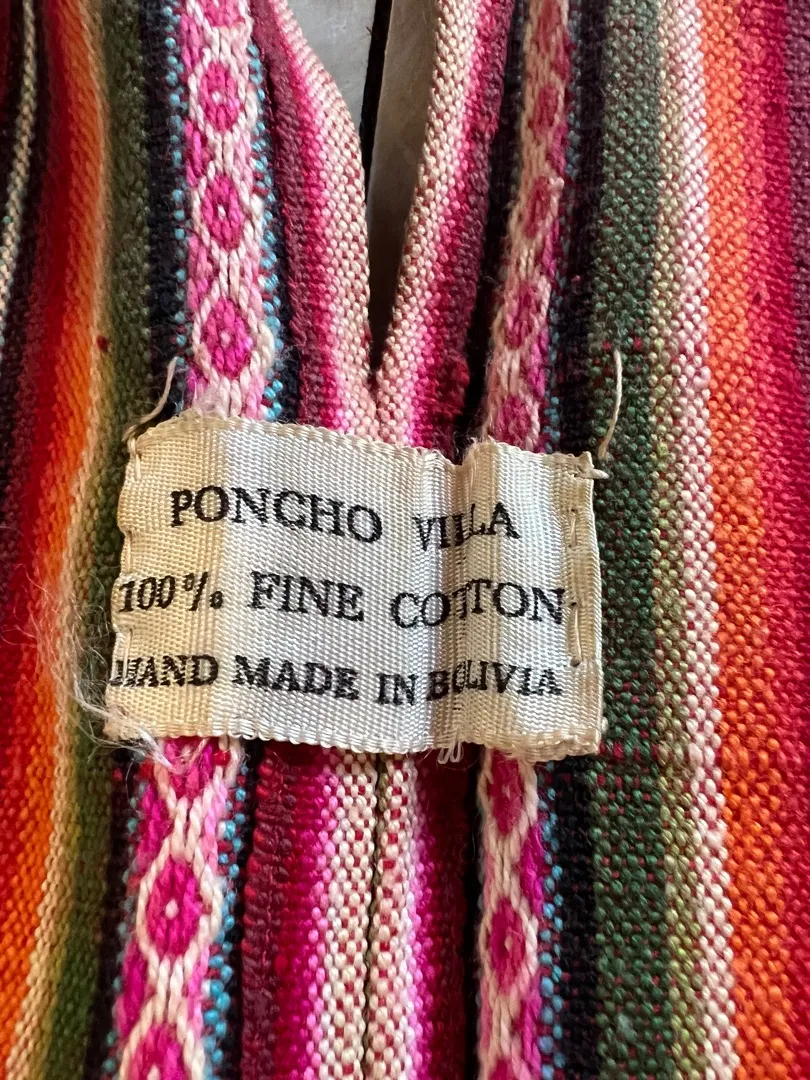 PONCHO VILLA
100% FINE COTTON
HAND MADE IN BOLIVIA